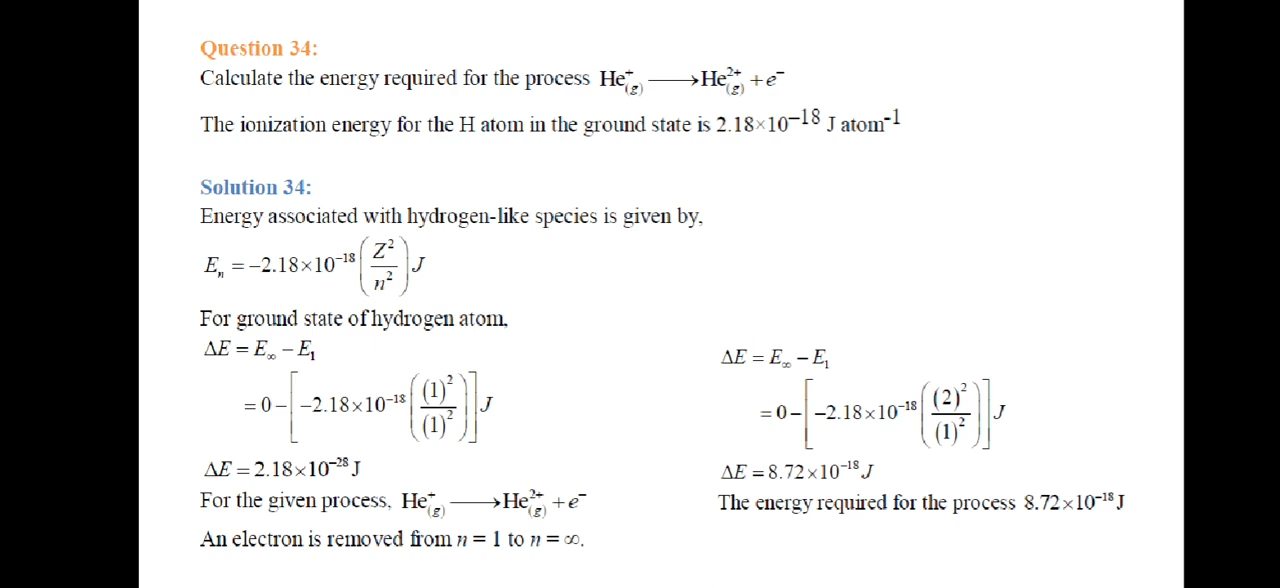 Question 34:
Calculate the energy required for the process He⁺(g) ⟶ He²⁺(g) + e⁻
The ionization energy for the H atom in the ground state is 2.18×10⁻¹⁸ J atom⁻¹
Solution 34:
Energy associated with hydrogen-like species is given by,
Eₙ = −2.18×10⁻¹⁸ (Z²/n²) J
For ground state of hydrogen atom,
ΔE = E∞ − E₁
= 0 − [−2.18×10⁻¹⁸ ((1)²/(1)²)] J
ΔE = 2.18×10⁻²⁸ J
For the given process, He⁺(g) ⟶ He²⁺(g) + e⁻
An electron is removed from n = 1 to n = ∞.
ΔE = E∞ − E₁
= 0 − [−2.18×10⁻¹⁸ ((2)²/(1)²)] J
ΔE = 8.72×10⁻¹⁸ J
The energy required for the process 8.72×10⁻¹⁸ J